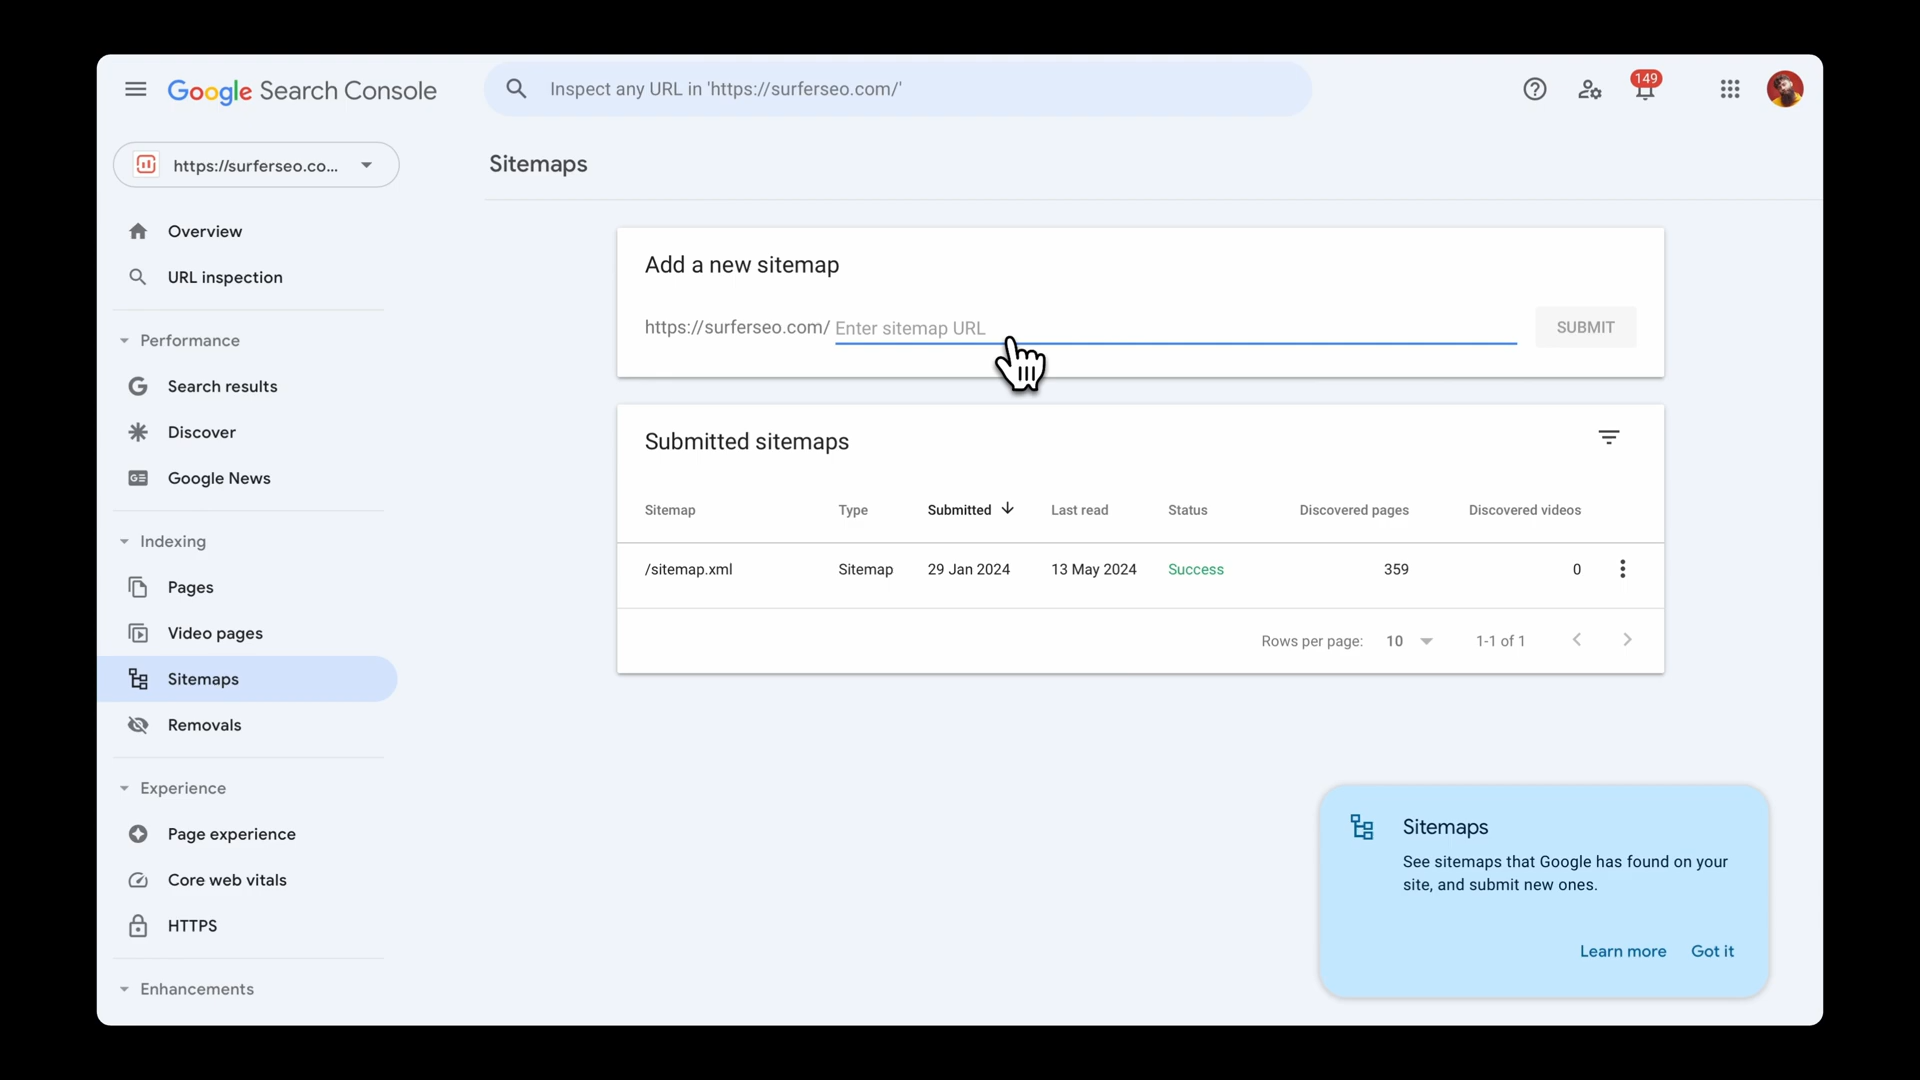 Google Search Console
Inspect any URL in 'https://surferseo.com/'
149
https://surferseo.co...
Overview
URL inspection
Performance
Search results
Discover
Google News
Indexing
Pages
Video pages
Sitemaps
Removals
Experience
Page experience
Core web vitals
HTTPS
Enhancements
Sitemaps
Add a new sitemap
https://surferseo.com/ Enter sitemap URL
SUBMIT
Submitted sitemaps
Sitemap Type Submitted Last read Status Discovered pages Discovered videos
/sitemap.xml Sitemap 29 Jan 2024 13 May 2024 Success 359 0
Rows per page: 10 1-1 of 1
Sitemaps
See sitemaps that Google has found on your
site, and submit new ones.
Learn more Got it